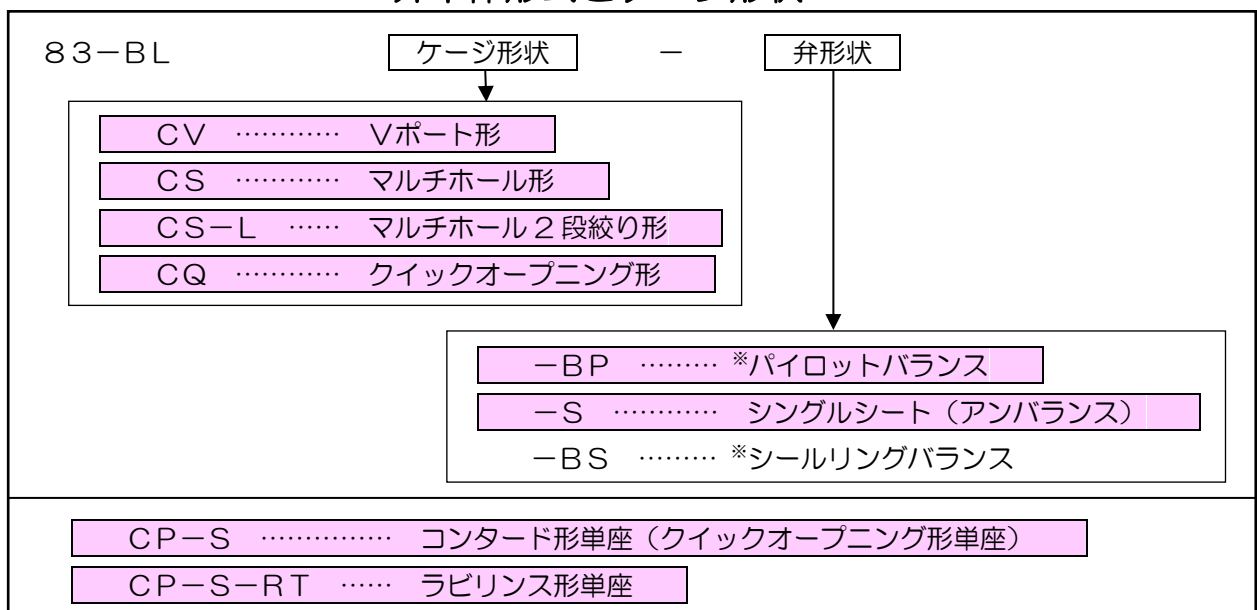 83-BL ケージ形状 － 弁形状
CV ………… Vポート形
CS ………… マルチホール形
CS-L …… マルチホール2段絞り形
CQ ………… クイックオープニング形
－BP ……… ※パイロットバランス
－S ………… シングルシート（アンバランス）
－BS ……… ※シールリングバランス
CP-S …………… コンタード形単座（クイックオープニング形単座）
CP-S-RT …… ラビリンス形単座